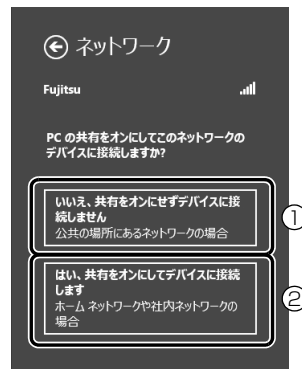 ネットワーク
Fujitsu
PC の共有をオンにしてこのネットワークの
デバイスに接続しますか?
いいえ、共有をオンにせずデバイスに接
続しません
公共の場所にあるネットワークの場合
①
はい、共有をオンにしてデバイスに接続
します
ホーム ネットワークや社内ネットワークの
場合
②